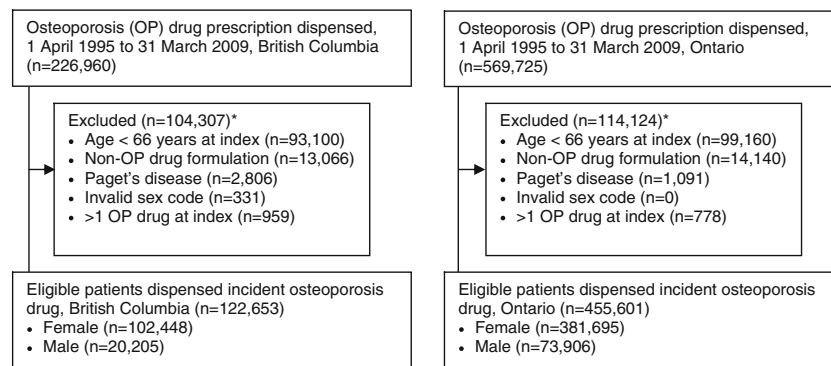 Osteoporosis (OP) drug prescription dispensed,
1 April 1995 to 31 March 2009, British Columbia
(n=226,960)
Excluded (n=104,307)*
• Age < 66 years at index (n=93,100)
• Non-OP drug formulation (n=13,066)
• Paget's disease (n=2,806)
• Invalid sex code (n=331)
• >1 OP drug at index (n=959)
Eligible patients dispensed incident osteoporosis
drug, British Columbia (n=122,653)
• Female (n=102,448)
• Male (n=20,205)
Osteoporosis (OP) drug prescription dispensed,
1 April 1995 to 31 March 2009, Ontario
(n=569,725)
Excluded (n=114,124)*
• Age < 66 years at index (n=99,160)
• Non-OP drug formulation (n=14,140)
• Paget's disease (n=1,091)
• Invalid sex code (n=0)
• >1 OP drug at index (n=778)
Eligible patients dispensed incident osteoporosis
drug, Ontario (n=455,601)
• Female (n=381,695)
• Male (n=73,906)